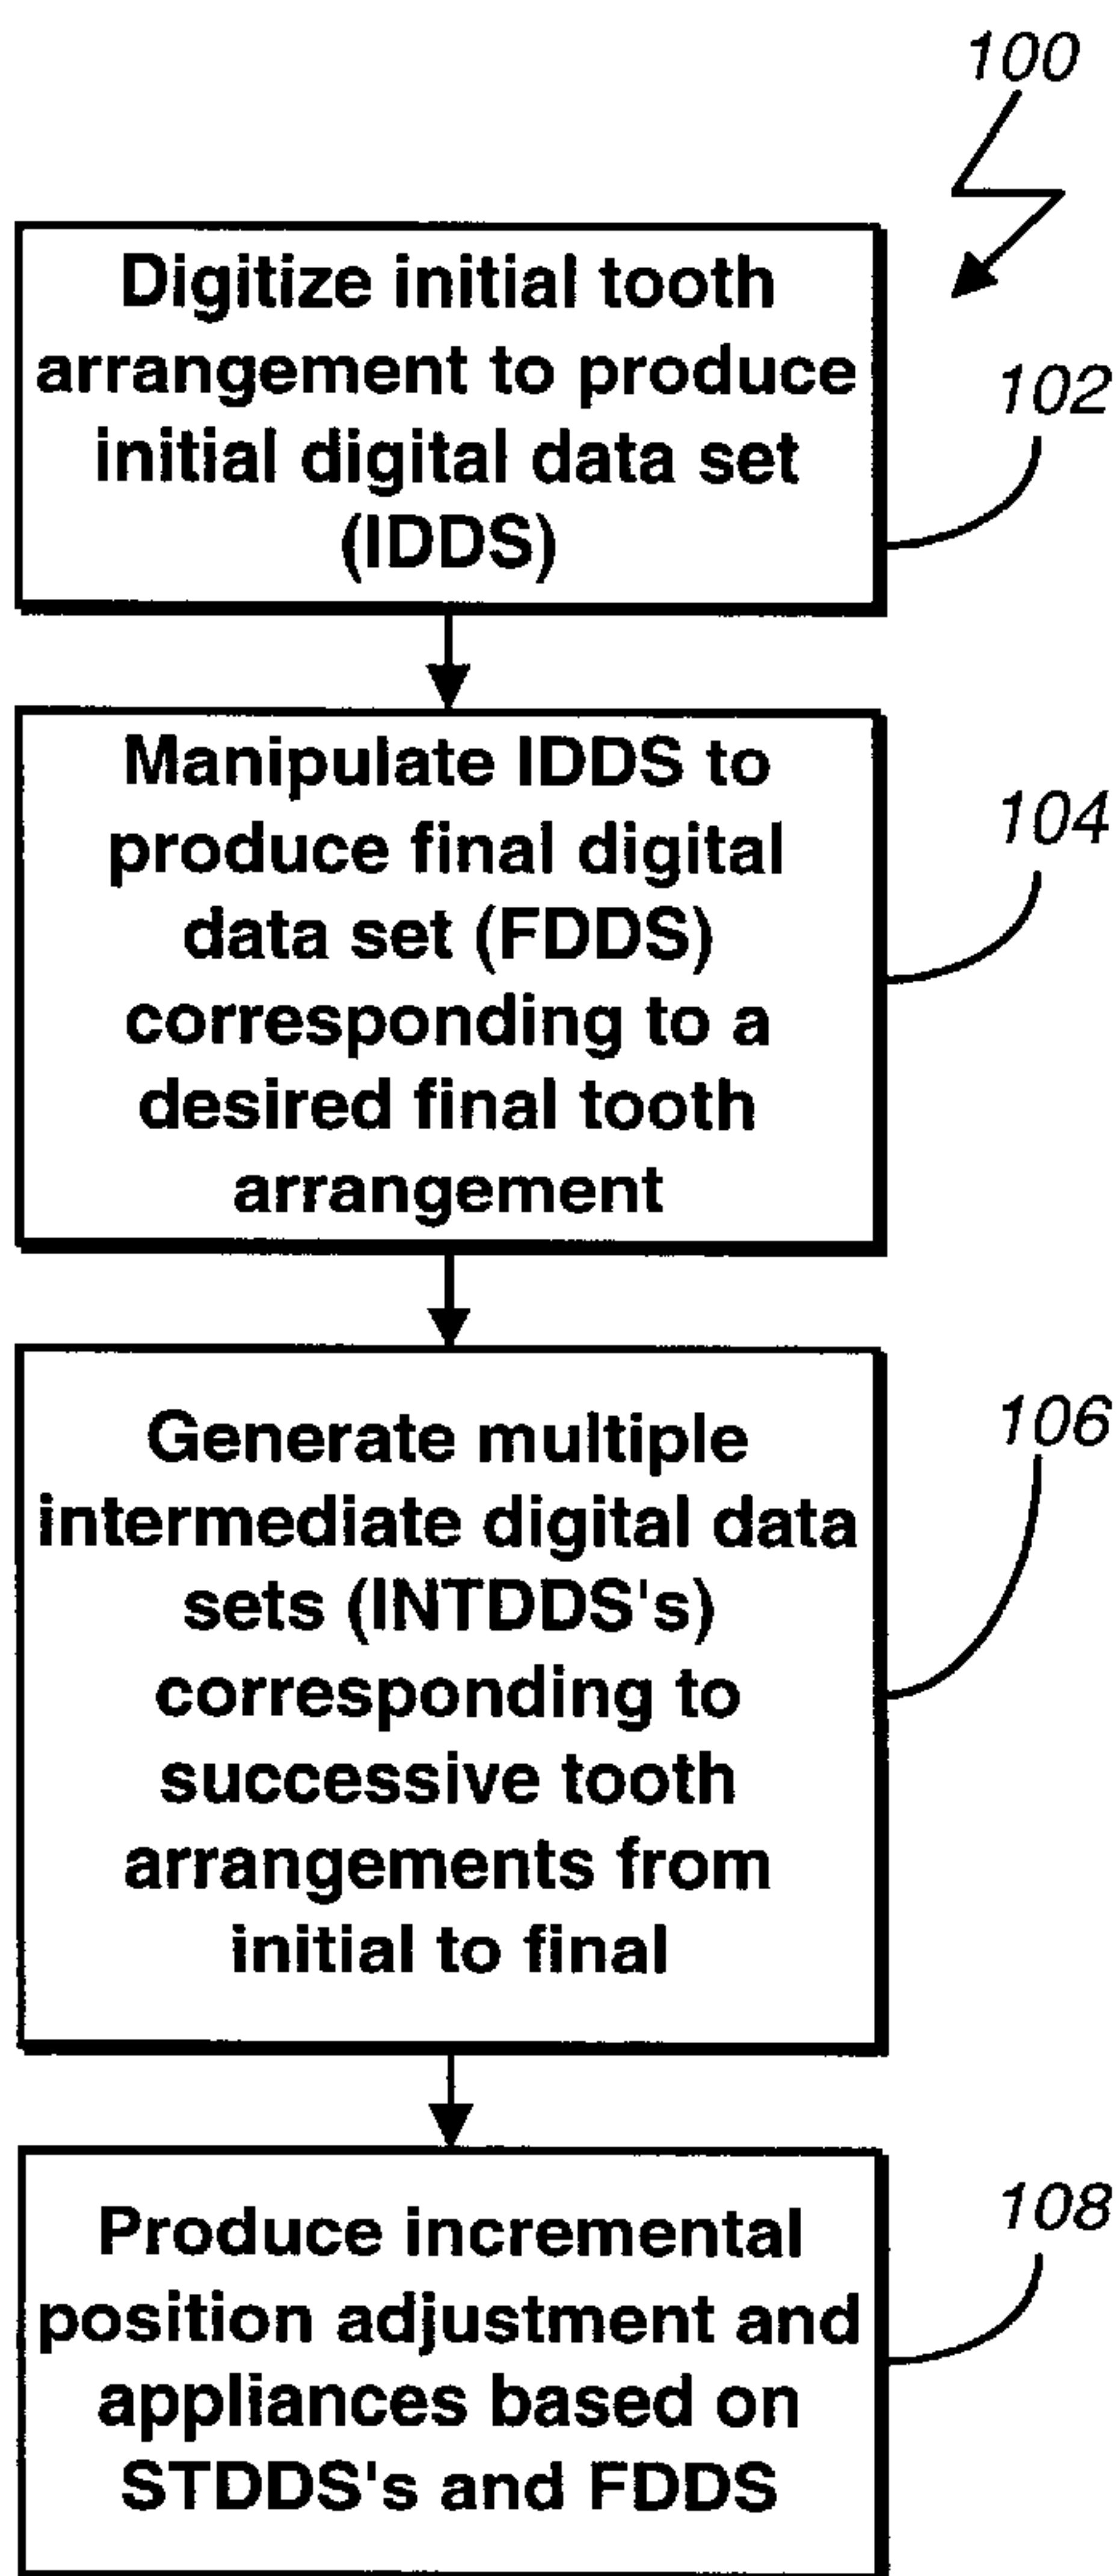 100
Digitize initial tooth
arrangement to produce
initial digital data set
(IDDS)
102
Manipulate IDDS to
produce final digital
data set (FDDS)
corresponding to a
desired final tooth
arrangement
104
Generate multiple
intermediate digital data
sets (INTDDS's)
corresponding to
successive tooth
arrangements from
initial to final
106
Produce incremental
position adjustment and
appliances based on
STDDS's and FDDS
108